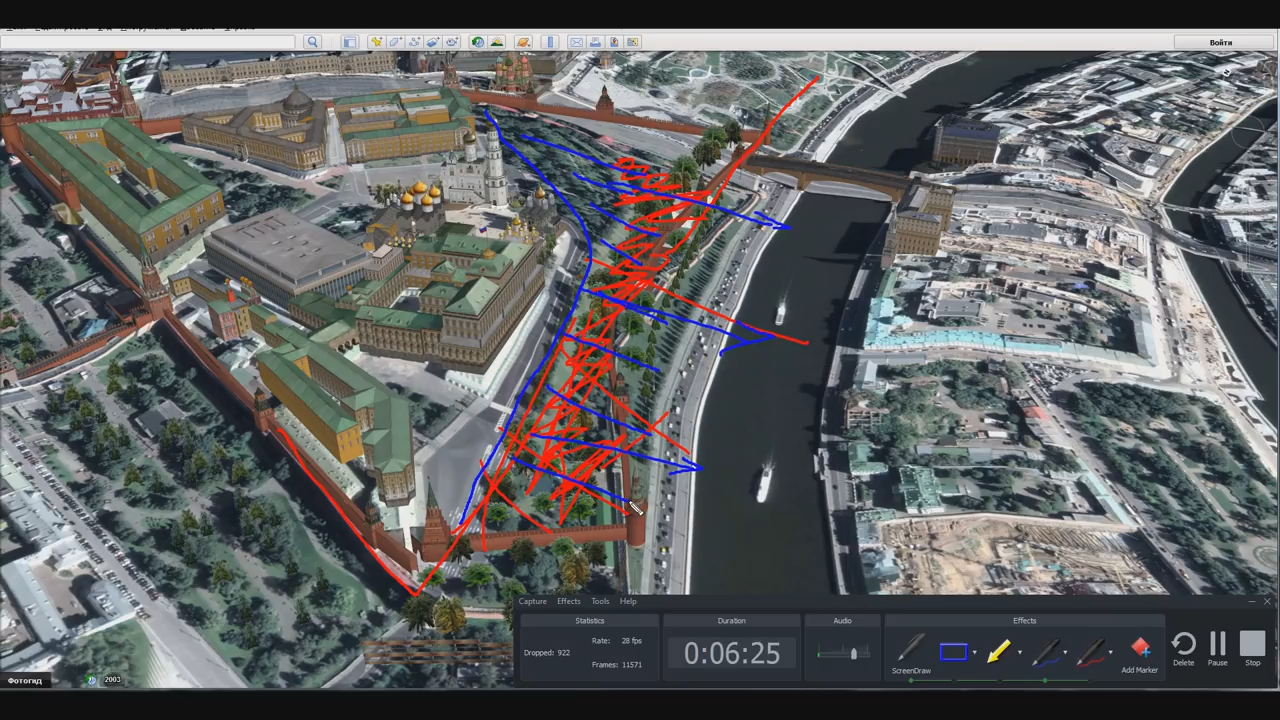 Войти
Capture Effects Tools Help
Statistics
Duration
Audio
Effects
Dropped: 922
Rate: 28 fps
Frames: 11571
0:06:25
ScreenDraw
Add Marker
Delete
Pause
Stop
Фотогид
2003